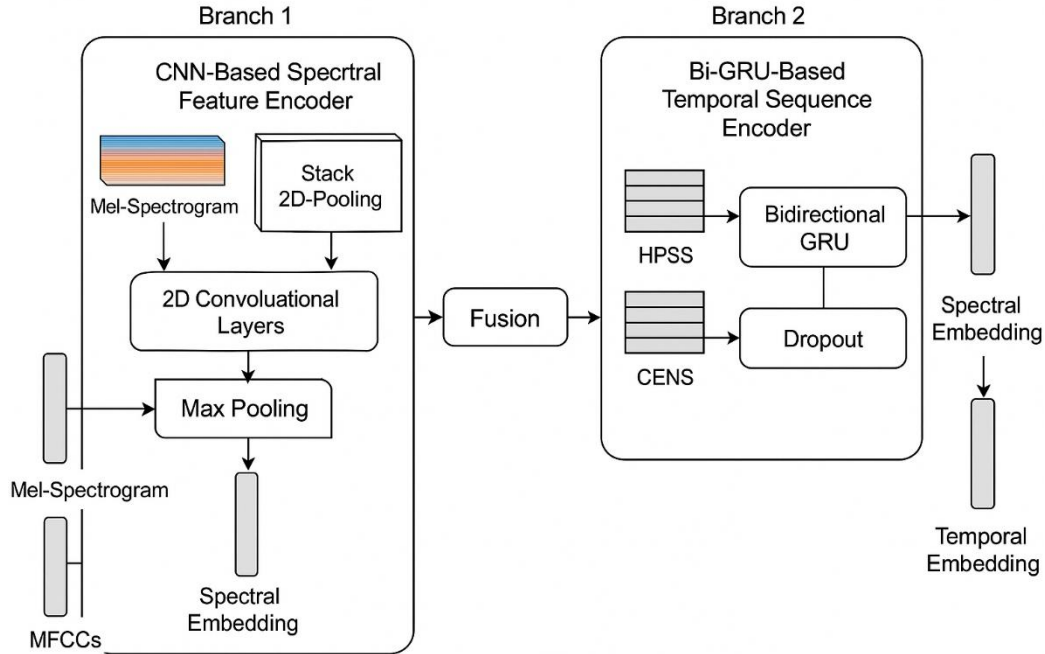 Branch 1
CNN-Based Specrtral
Feature Encoder
Mel-Spectrogram
Stack
2D-Pooling
2D Convoluational
Layers
Max Pooling
Mel-Spectrogram
MFCCs
Spectral
Embedding
Fusion
Branch 2
Bi-GRU-Based
Temporal Sequence
Encoder
HPSS
Bidirectional
GRU
CENS
Dropout
Spectral
Embedding
Temporal
Embedding